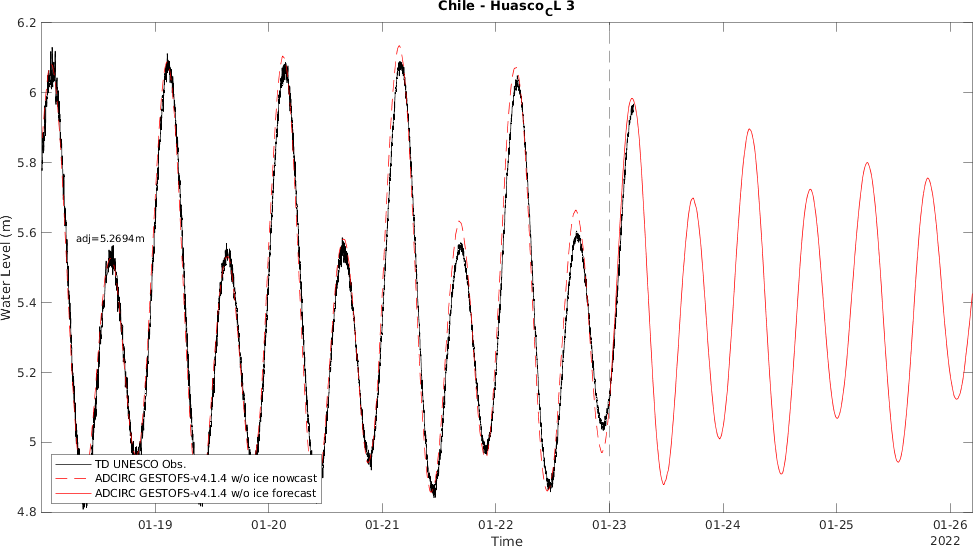 Chile - Huasco_CL 3
6.2
6
5.8
5.6
5.4
5.2
5
4.8
Water Level (m)
adj=5.2694m
TD UNESCO Obs.
ADCIRC GESTOFS-v4.1.4 w/o ice nowcast
ADCIRC GESTOFS-v4.1.4 w/o ice forecast
01-19 01-20 01-21 01-22 01-23 01-24 01-25 01-26
Time
2022